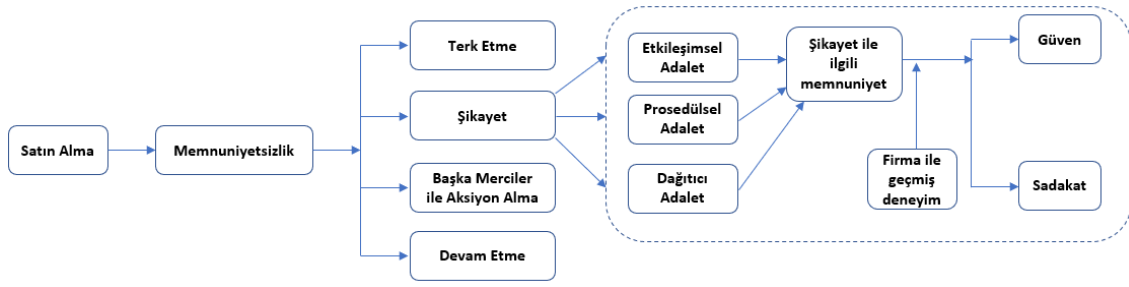 Satın Alma
Memnuniyetsizlik
Terk Etme
Şikayet
Başka Merciler
ile Aksiyon Alma
Devam Etme
Etkileşimsel
Adalet
Prosedülsel
Adalet
Dağıtıcı
Adalet
Şikayet ile
ilgili
memnuniyet
Firma ile
geçmiş
deneyim
Güven
Sadakat